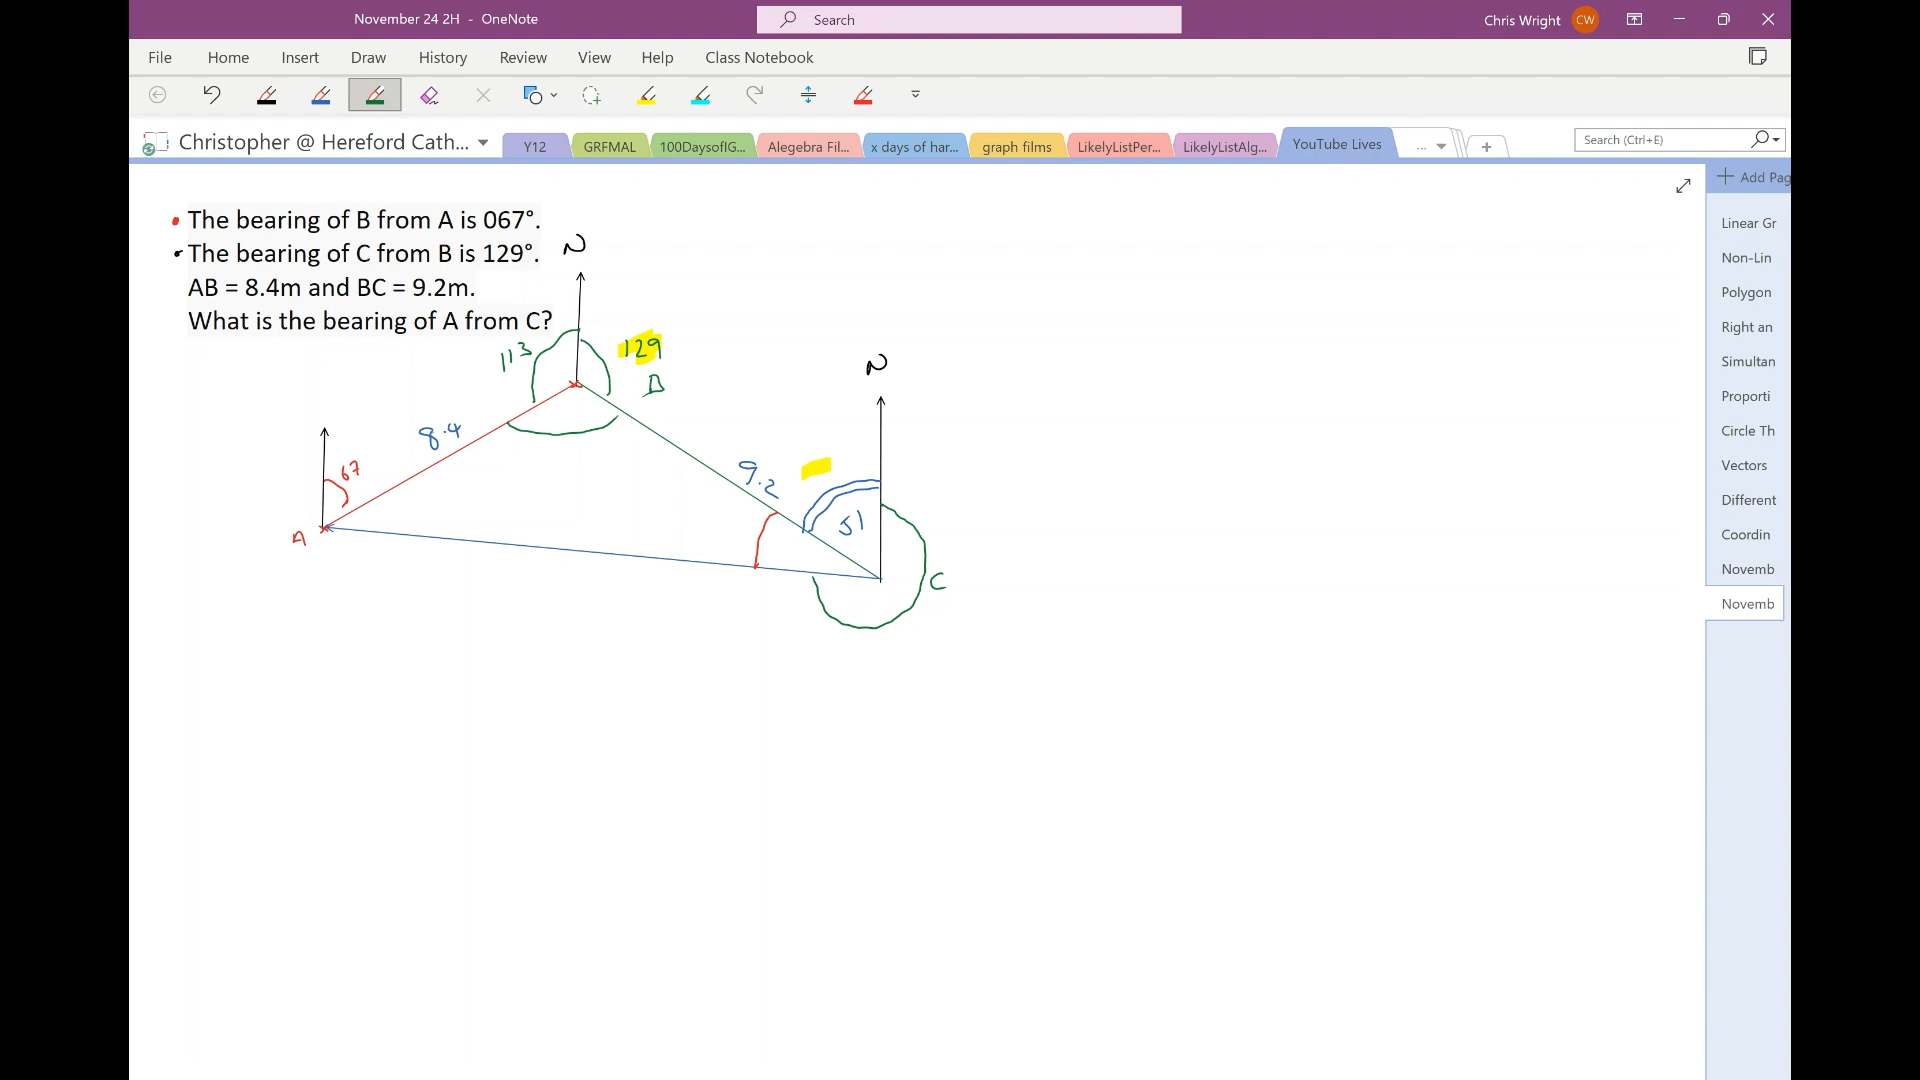 November 24 2H - OneNote
Search
Chris Wright CW
File Home Insert Draw History Review View Help Class Notebook
Christopher @ Hereford Cath...
Y12 GRFMAL 100DaysofIG... Alegebra Fil... x days of har... graph films LikelyListPer... LikelyListAlg... YouTube Lives ...
Search (Ctrl+E)
Add Pag
Linear Gr
Non-Lin
Polygon
Right an
Simultan
Proporti
Circle Th
Vectors
Different
Coordin
Novemb
Novemb
The bearing of B from A is 067°.
The bearing of C from B is 129°.
AB = 8.4m and BC = 9.2m.
What is the bearing of A from C?
N
113
129
B
N
8.4
67
9.2
51
A
C